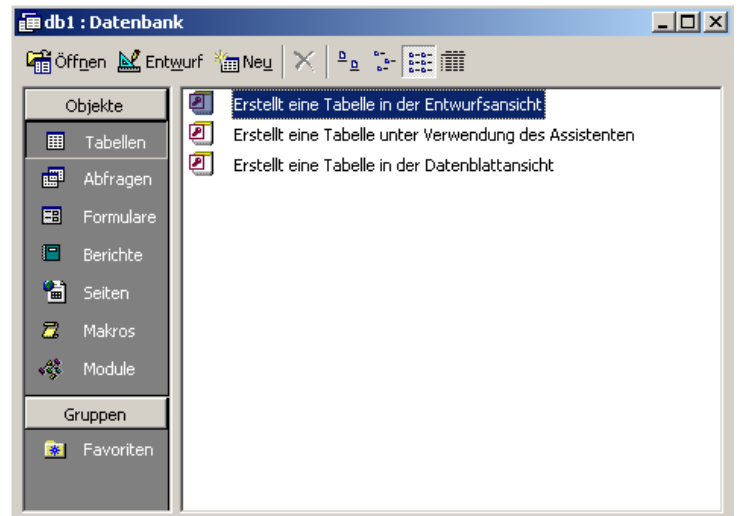 db1 : Datenbank
Öffnen Entwurf Neu
Objekte
Tabellen
Abfragen
Formulare
Berichte
Seiten
Makros
Module
Gruppen
Favoriten
Erstellt eine Tabelle in der Entwurfsansicht
Erstellt eine Tabelle unter Verwendung des Assistenten
Erstellt eine Tabelle in der Datenblattansicht